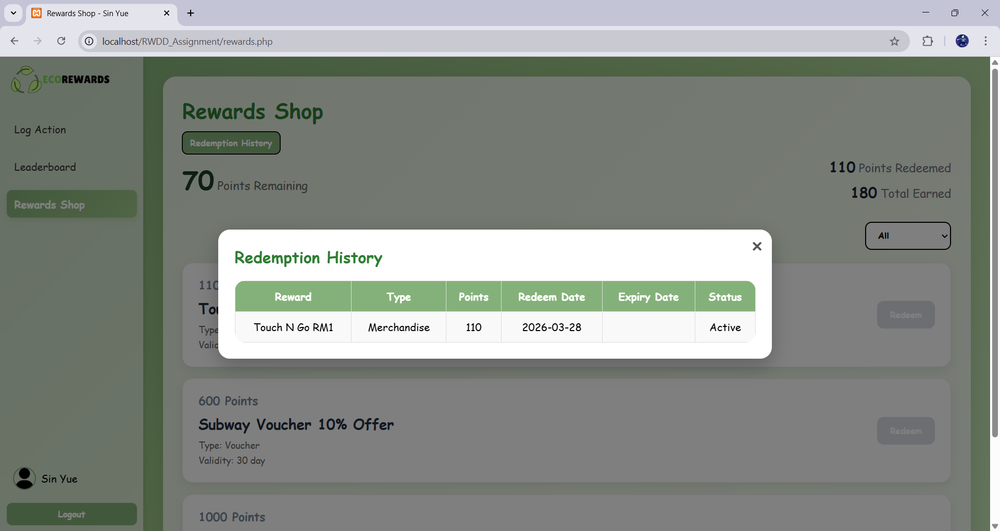 Rewards Shop - Sin Yue
localhost/RWDD_Assignment/rewards.php
ECOREWARDS
Log Action
Leaderboard
Rewards Shop
Sin Yue
Logout
Rewards Shop
Redemption History
70 Points Remaining
110 Points Redeemed
180 Total Earned
All
Redemption History
Reward Type Points Redeem Date Expiry Date Status
Touch N Go RM1 Merchandise 110 2026-03-28 Active
110
Redeem
600 Points
Subway Voucher 10% Offer
Type: Voucher
Validity: 30 day
Redeem
1000 Points